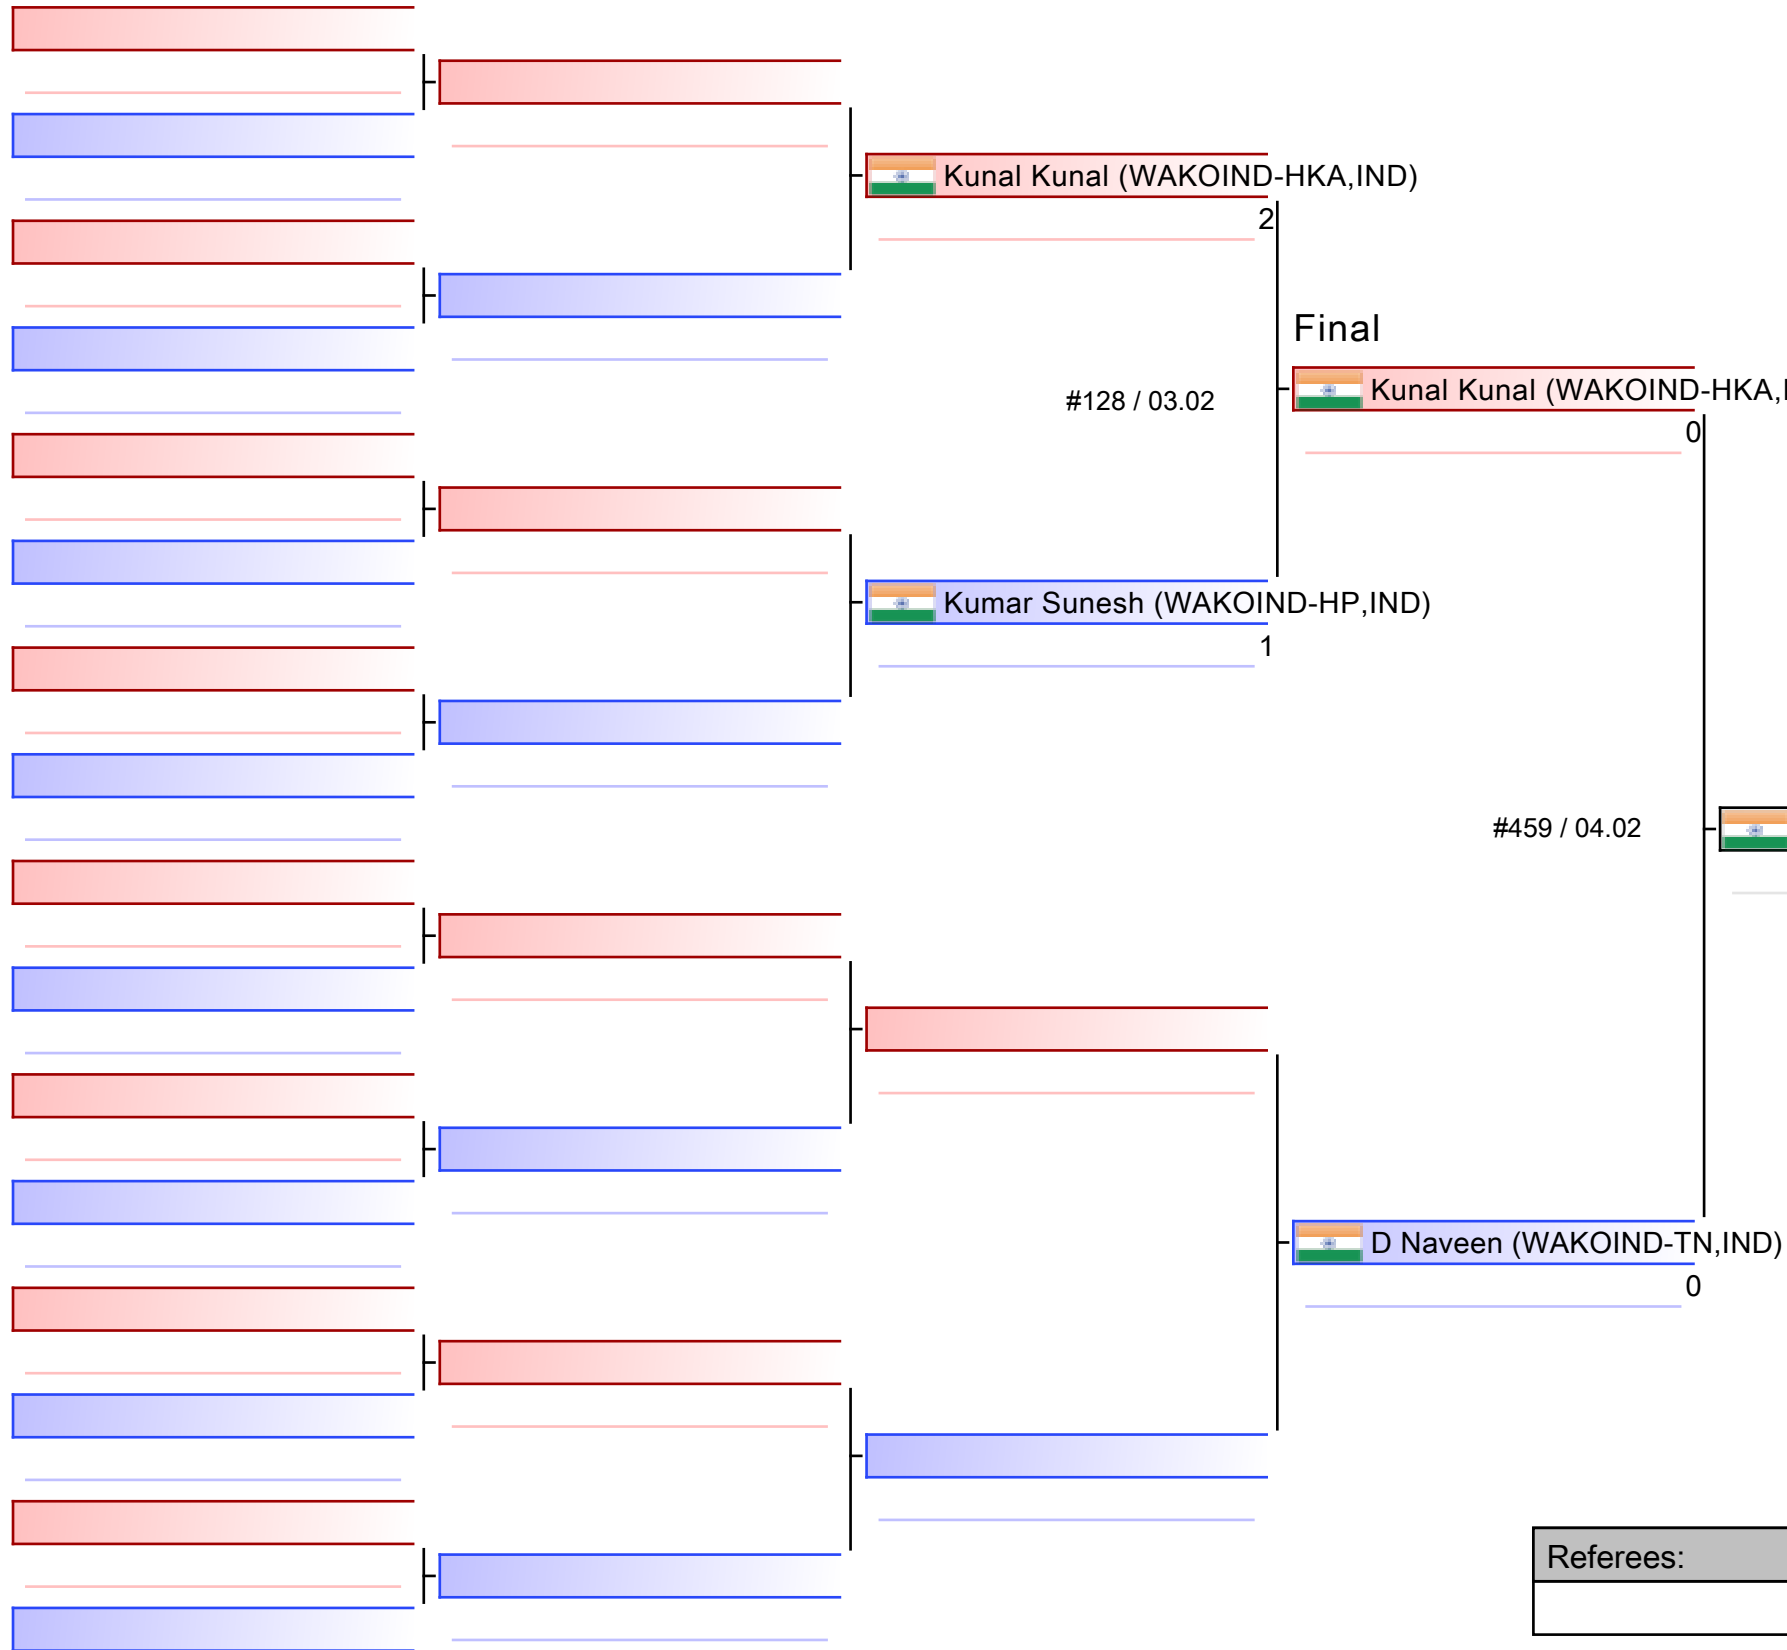 Kunal Kunal (WAKOIND-HKA,IND)
2
Final
Kunal Kunal (WAKOIND-HKA,
0
#128 / 03.02
Kumar Sunesh (WAKOIND-HP,IND)
1
#459 / 04.02
D Naveen (WAKOIND-TN,IND)
0
Referees: